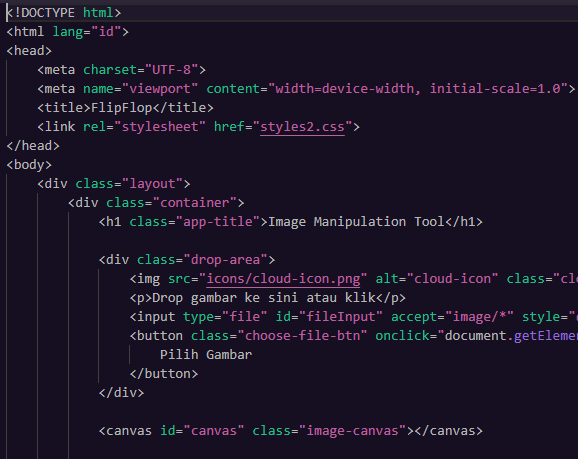 <!DOCTYPE html>
<html lang="id">
<head>
<meta charset="UTF-8">
<meta name="viewport" content="width=device-width, initial-scale=1.0">
<title>FlipFlop</title>
<link rel="stylesheet" href="styles2.css">
</head>
<body>
<div class="layout">
<div class="container">
<h1 class="app-title">Image Manipulation Tool</h1>
<div class="drop-area">
<img src="icons/cloud-icon.png" alt="cloud-icon" class="clo
<p>Drop gambar ke sini atau klik</p>
<input type="file" id="fileInput" accept="image/*" style="
<button class="choose-file-btn" onclick="document.getEleme
Pilih Gambar
</button>
</div>
<canvas id="canvas" class="image-canvas"></canvas>